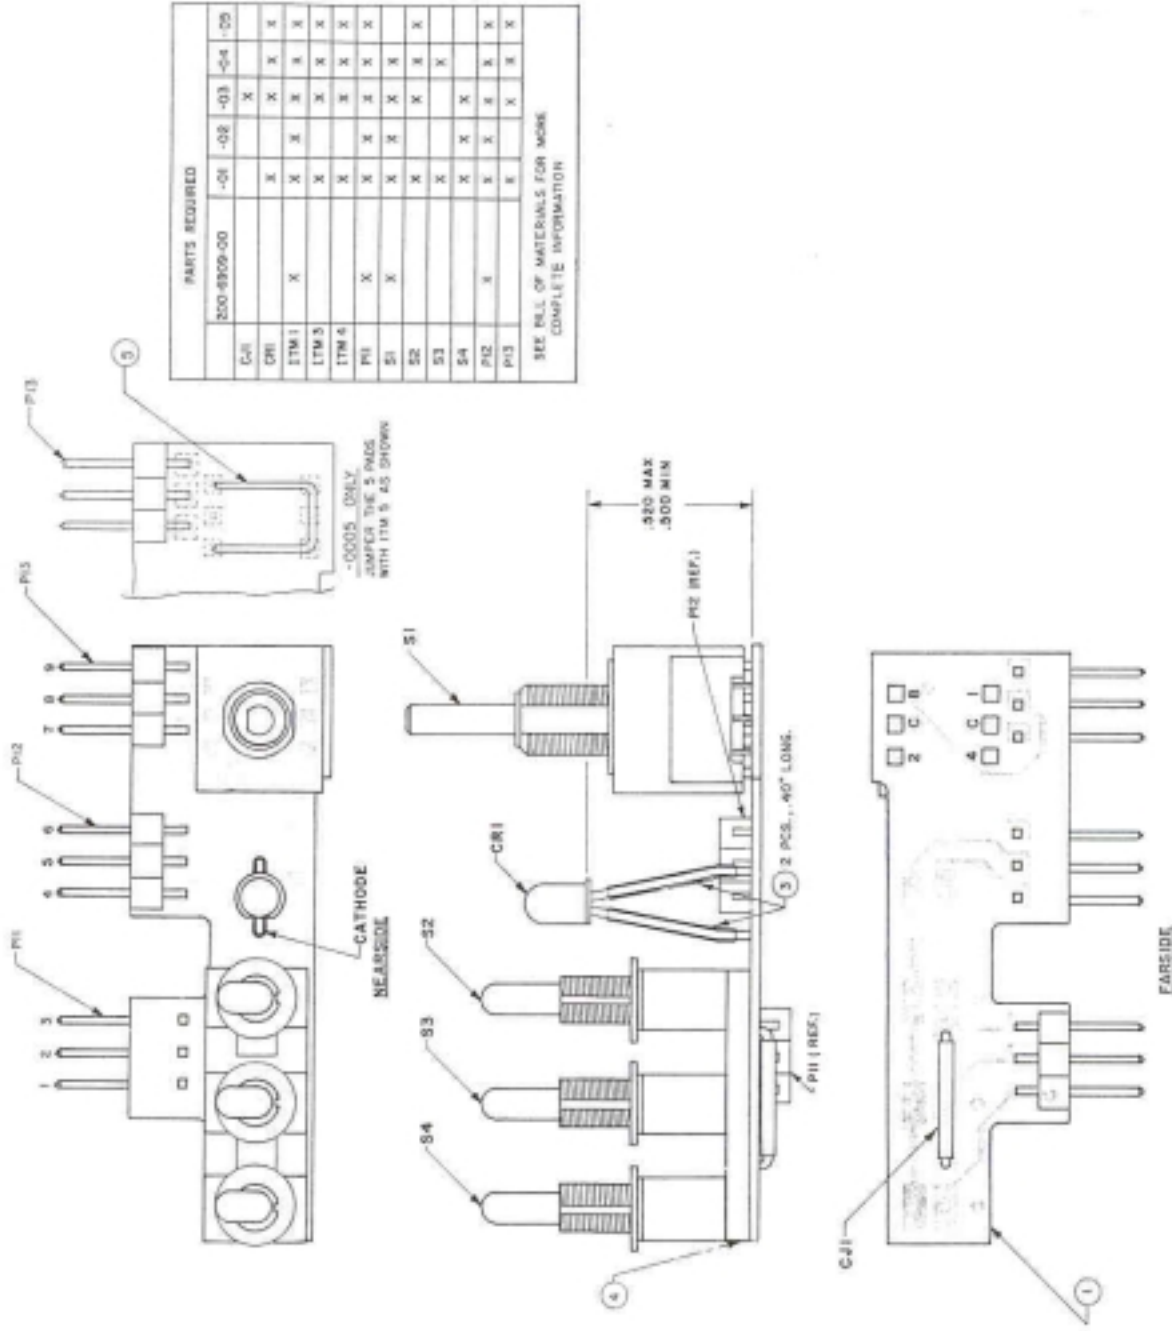 PARTS REQUIRED
-01 -02 -03 -04 -05
CJ1 X
CR1 X X X X
ITM 1 X X X X X X
ITM 3 X X X X
ITM 4 X X X X
P11 X X X X X X
S1 X X X X X
S2 X X X X
S3 X X
S4 X X X
P12 X X X X X X
P13 X X X X
SEE BILL OF MATERIALS FOR MORE
COMPLETE INFORMATION
P13
5
-0005 ONLY
JUMPER THE 5 PADS
WITH ITM 5 AS SHOWN
P11
P12
P13
1 2 3
4 5 6
7 8 9
CATHODE
NEARSIDE
S4
S3
S2
CR1
S1
.520 MAX
.500 MIN
P12 (REF.)
3 2 PCS., .40" LONG.
P11 (REF.)
4
CJ1
2 C B
4 C 1
1
FARSIDE